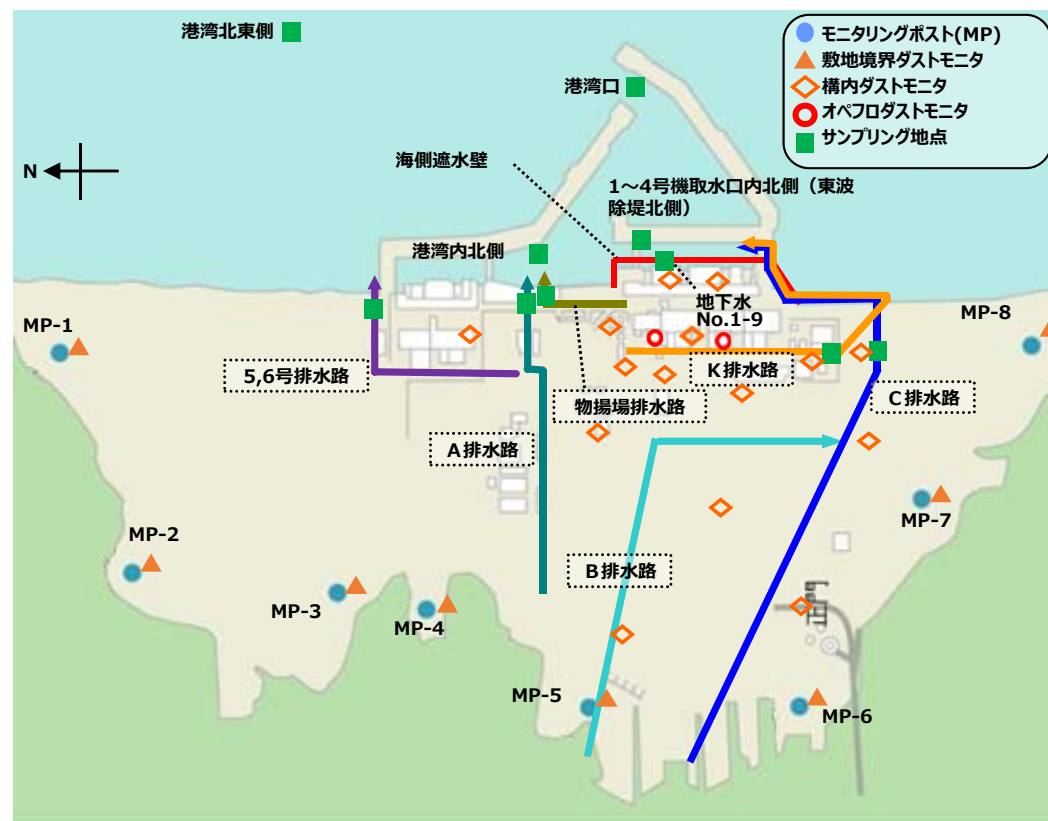 港湾北東側
モニタリングポスト(MP)
敷地境界ダストモニタ
構内ダストモニタ
オペフロダストモニタ
サンプリング地点
港湾口
N
海側遮水壁
1～4号機取水口内北側（東波
除堤北側）
港湾内北側
地下水
No.1-9
MP-1
MP-8
5,6号排水路
K排水路
物揚場排水路
C排水路
A排水路
MP-7
MP-2
B排水路
MP-3
MP-4
正門
MP-5
MP-6